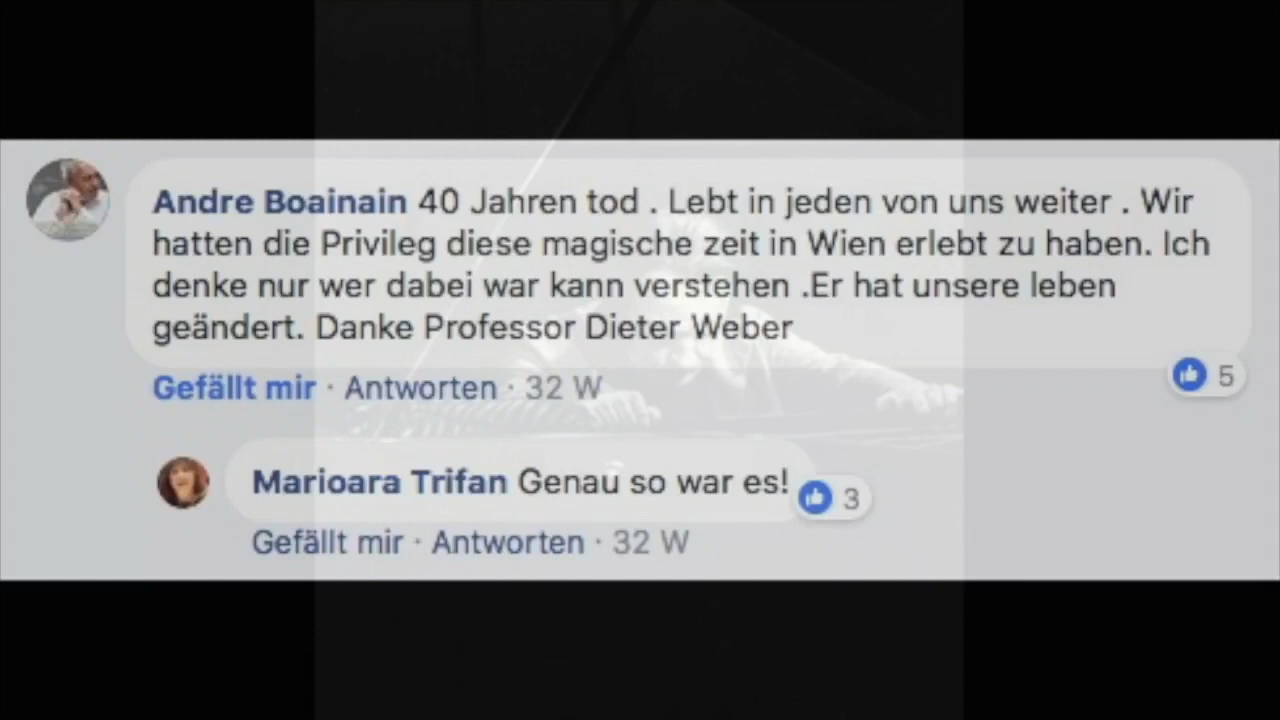 Andre Boainain 40 Jahren tod . Lebt in jeden von uns weiter . Wir
hatten die Privileg diese magische zeit in Wien erlebt zu haben. Ich
denke nur wer dabei war kann verstehen .Er hat unsere leben
geändert. Danke Professor Dieter Weber
Gefällt mir · Antworten · 32 W
5
Marioara Trifan Genau so war es!
3
Gefällt mir · Antworten · 32 W